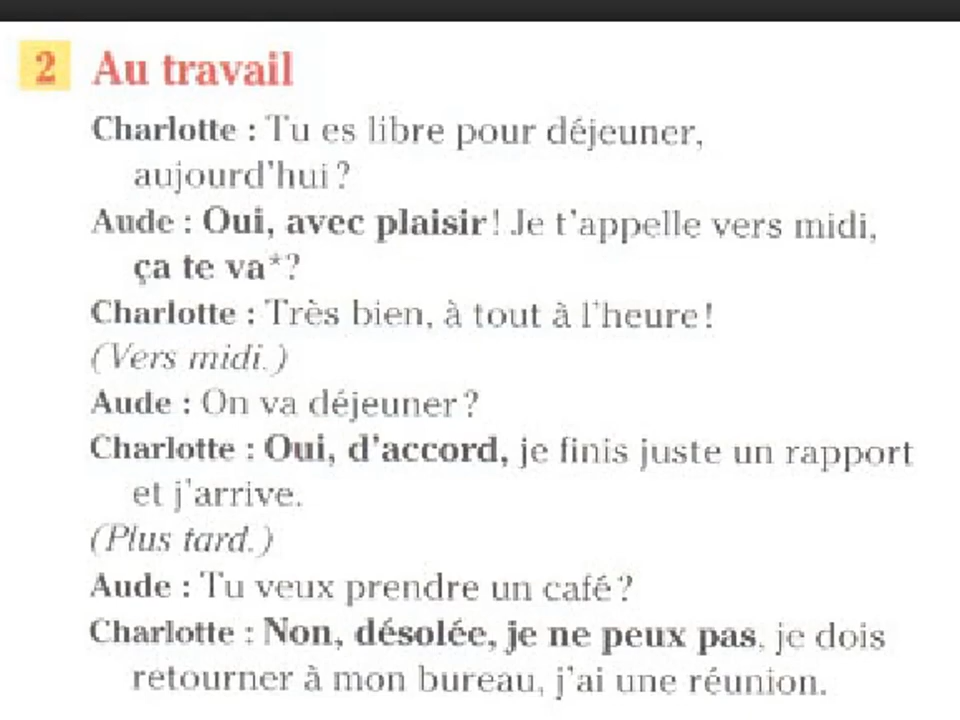 2 Au travail
Charlotte : Tu es libre pour déjeuner,
aujourd'hui ?
Aude : Oui, avec plaisir ! Je t'appelle vers midi,
ça te va* ?
Charlotte : Très bien, à tout à l'heure !
(Vers midi.)
Aude : On va déjeuner ?
Charlotte : Oui, d'accord, je finis juste un rapport
et j'arrive.
(Plus tard.)
Aude : Tu veux prendre un café ?
Charlotte : Non, désolée, je ne peux pas, je dois
retourner à mon bureau, j'ai une réunion.